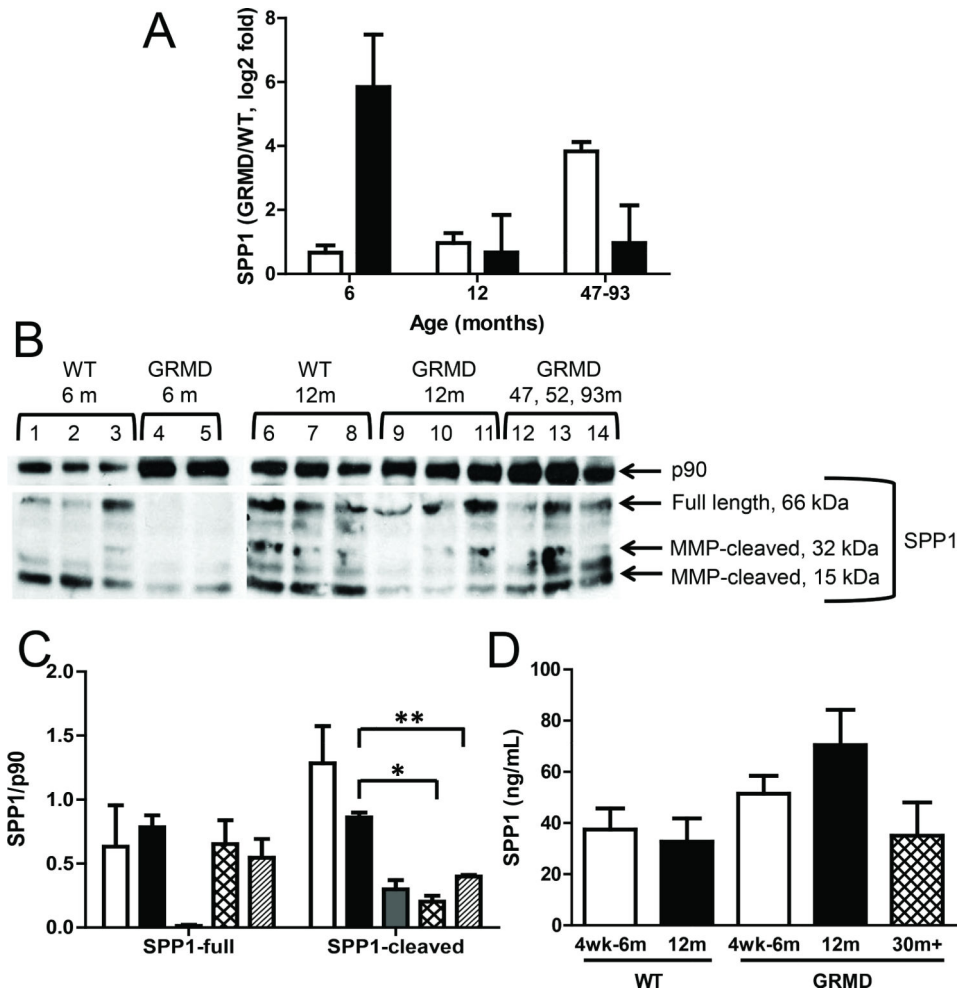 A
SPP1 (GRMD/WT, log2 fold)
8
6
4
2
0
6 12 47-93
Age (months)
B
WT GRMD WT GRMD GRMD
6 m 6 m 12m 12m 47, 52, 93m
1 2 3 4 5 6 7 8 9 10 11 12 13 14
p90
Full length, 66 kDa
SPP1
MMP-cleaved, 32 kDa
MMP-cleaved, 15 kDa
C
SPP1/p90
2.0
1.5
1.0
0.5
0.0
**
*
SPP1-full SPP1-cleaved
D
SPP1 (ng/mL)
100
80
60
40
20
0
4wk-6m 12m 4wk-6m 12m 30m+
WT GRMD